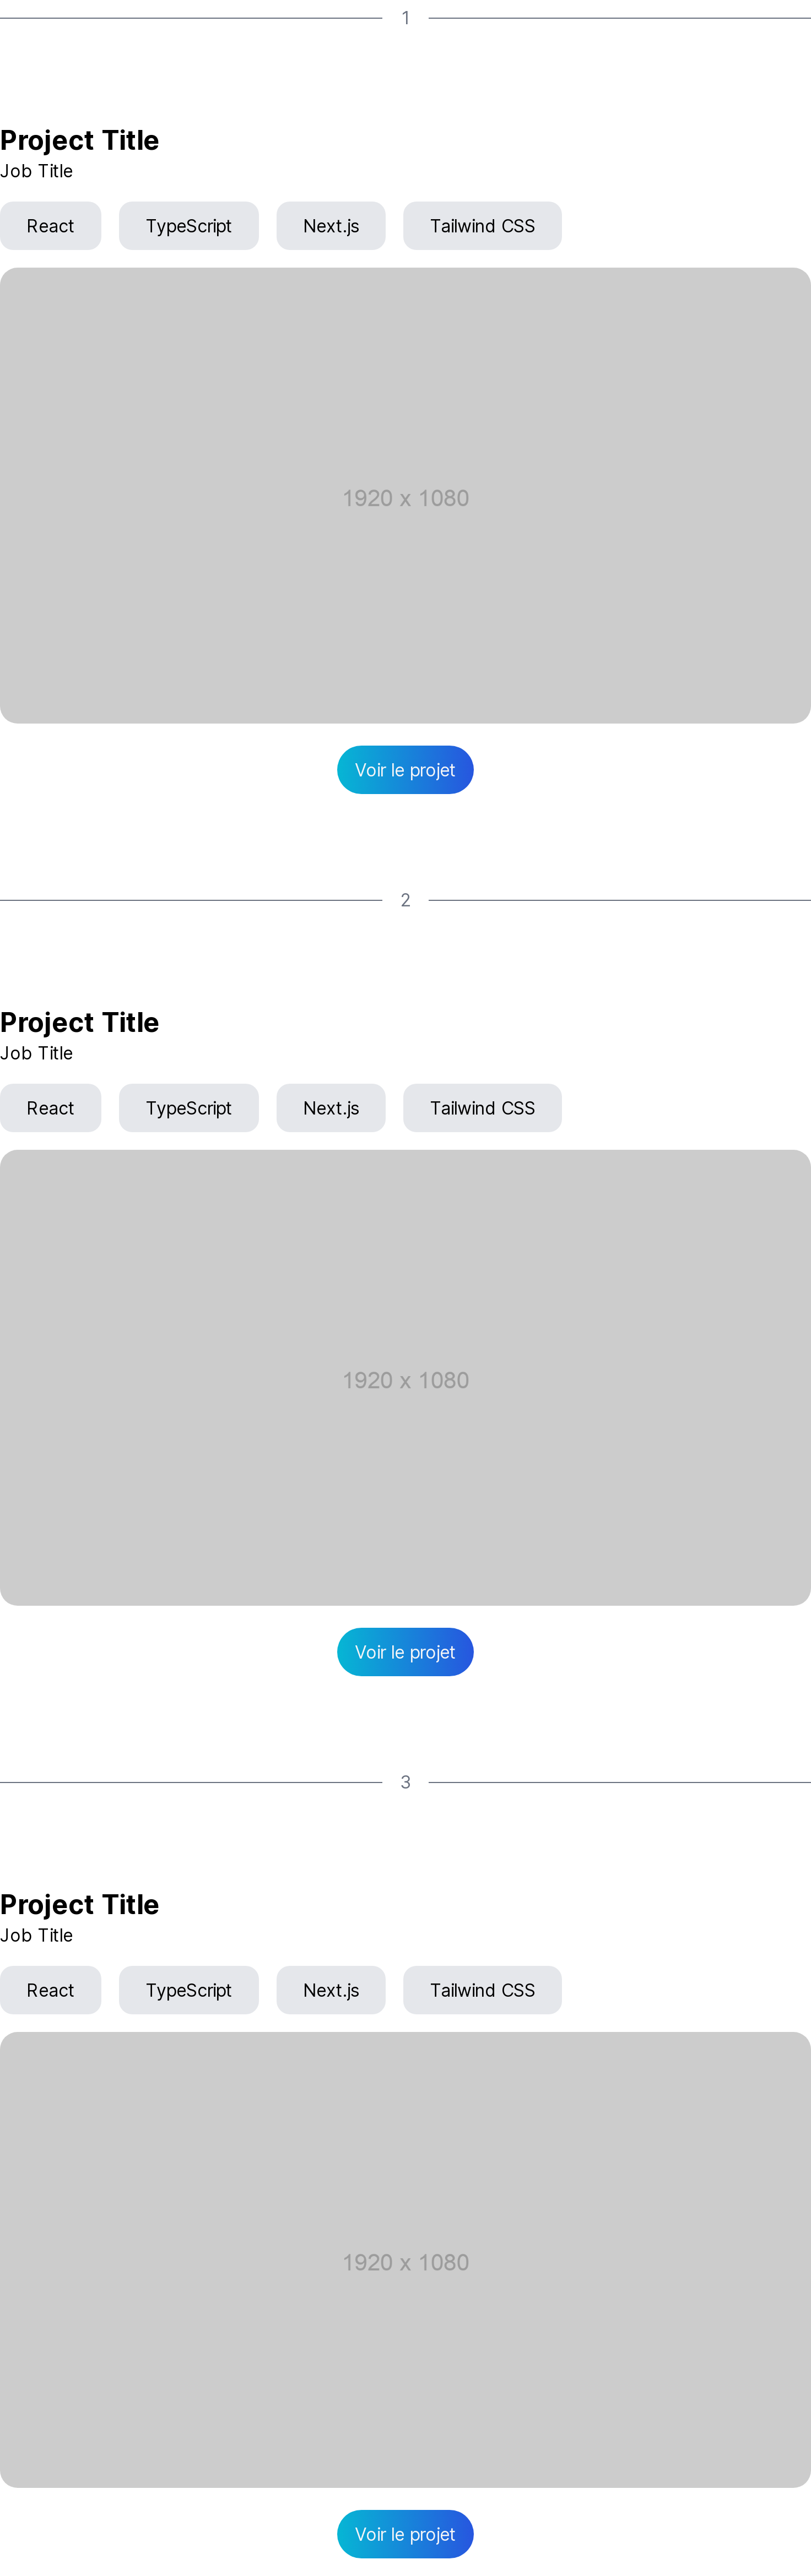 1
Project Title
Job Title
React TypeScript Next.js Tailwind CSS
1920 x 1080
Voir le projet
2
Project Title
Job Title
React TypeScript Next.js Tailwind CSS
1920 x 1080
Voir le projet
3
Project Title
Job Title
React TypeScript Next.js Tailwind CSS
1920 x 1080
Voir le projet